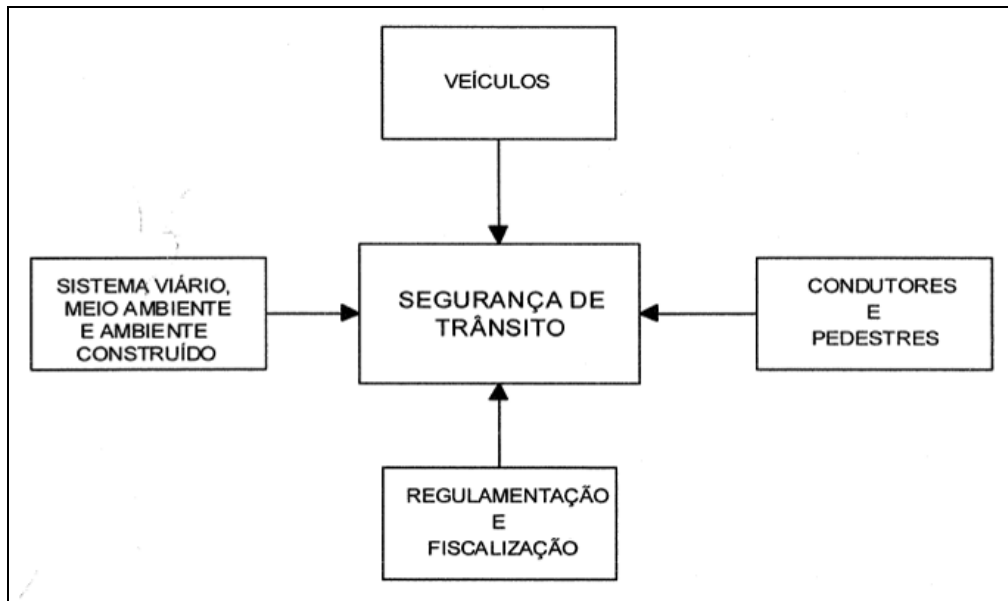 VEÍCULOS
SISTEMA VIÁRIO,
MEIO AMBIENTE
E AMBIENTE
CONSTRUÍDO
SEGURANÇA DE
TRÂNSITO
CONDUTORES
E
PEDESTRES
REGULAMENTAÇÃO
E
FISCALIZAÇÃO